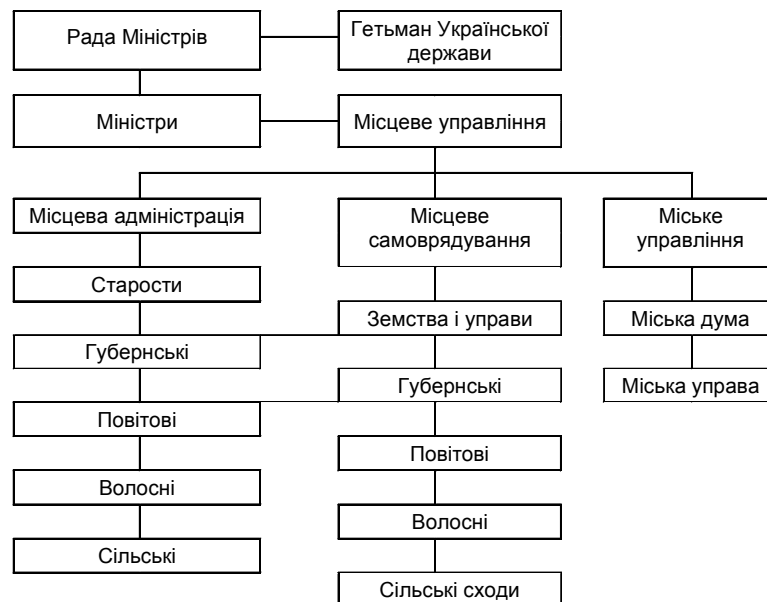 Рада Міністрів
Гетьман Української
держави
Міністри
Місцеве управління
Місцева адміністрація
Місцеве
самоврядування
Міське
управління
Старости
Земства і управи
Міська дума
Губернські
Губернські
Міська управа
Повітові
Повітові
Волосні
Волосні
Сільські
Сільські сходи